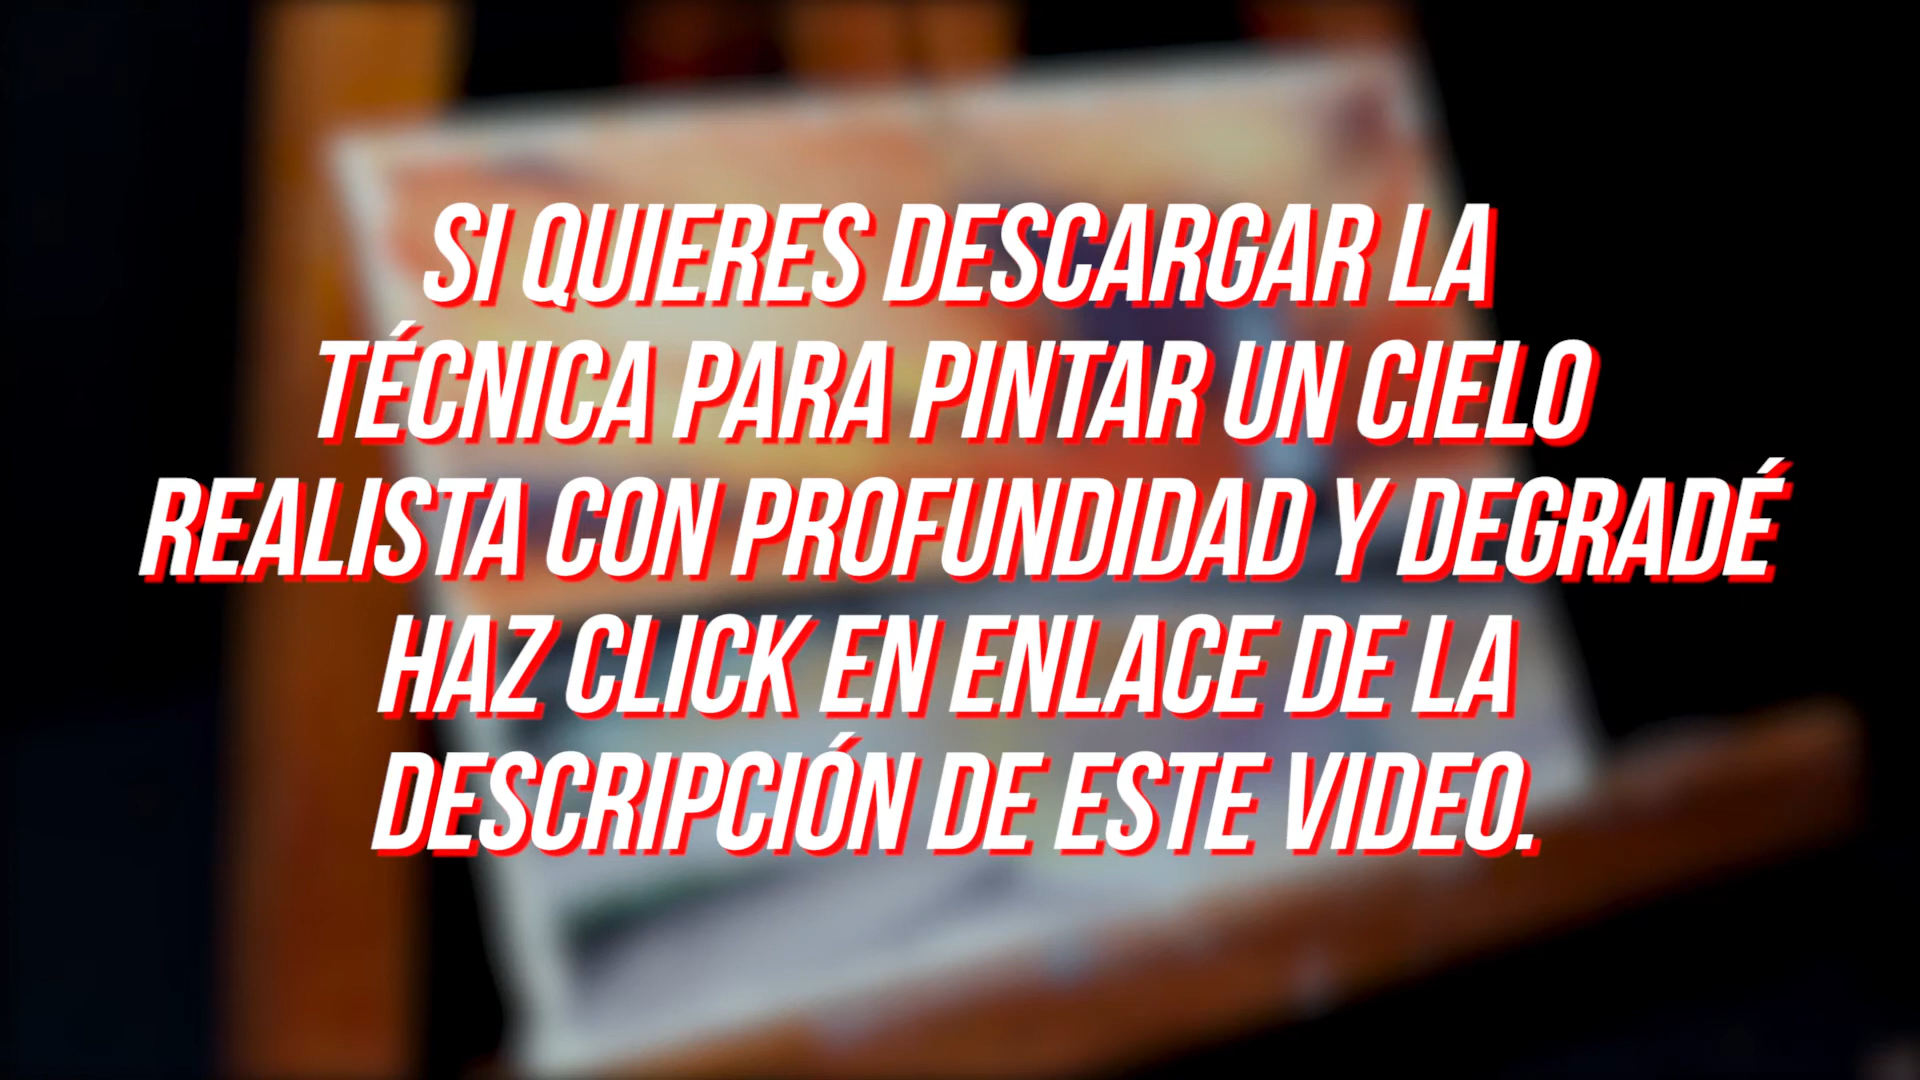 SI QUIERES DESCARGAR LA
TÉCNICA PARA PINTAR UN CIELO
REALISTA CON PROFUNDIDAD Y DEGRADÉ
HAZ CLICK EN ENLACE DE LA
DESCRIPCIÓN DE ESTE VIDEO.